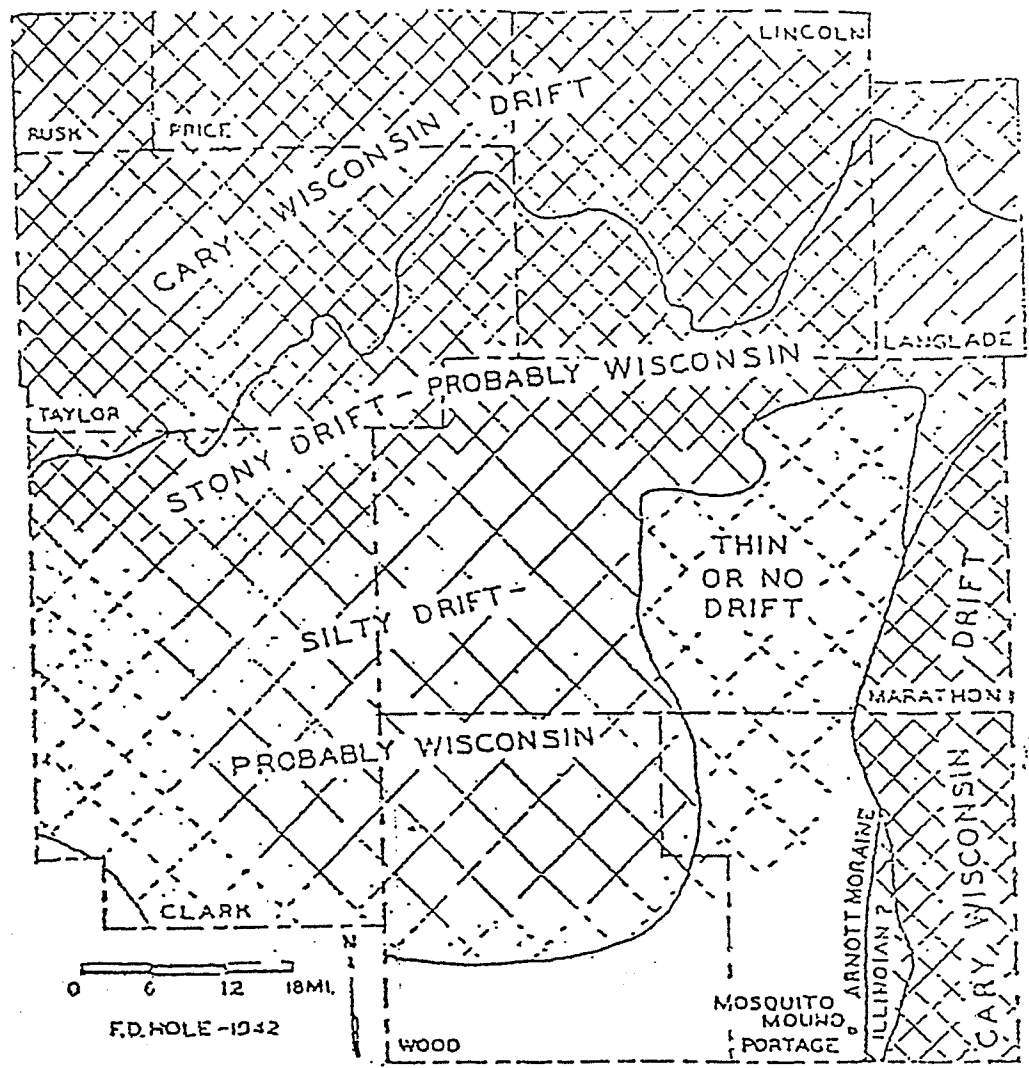 LINCOLN
RUSK
PRICE
CARY WISCONSIN DRIFT
LANGLADE
TAYLOR
STONY DRIFT – PROBABLY WISCONSIN
THIN
OR NO
DRIFT
SILTY DRIFT –
PROBABLY WISCONSIN
MARATHON
CARY WISCONSIN DRIFT
ARNOTT MORAINE
ILLINOIAN ?
CLARK
N
0 6 12 18 MI.
F.D. HOLE – 1942
WOOD
MOSQUITO
MOUND
PORTAGE